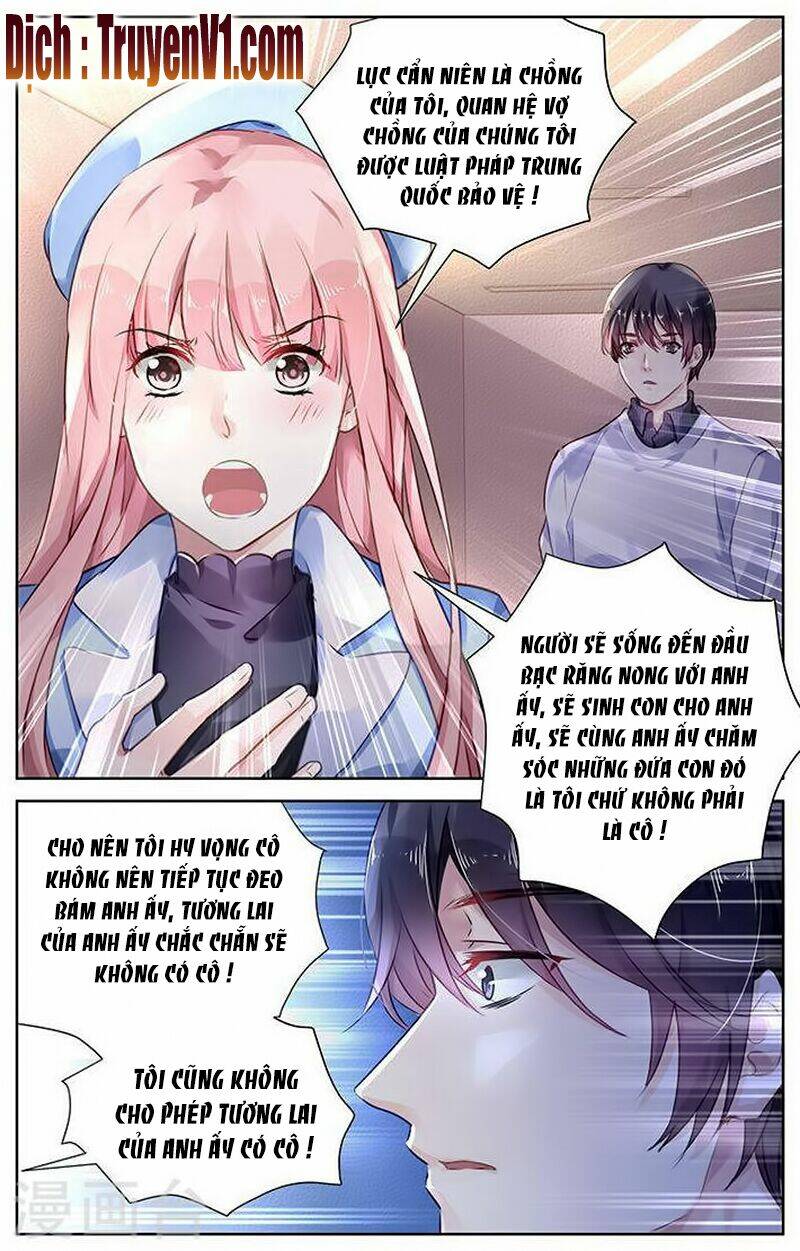 Dịch : TruyenV1.com
LỤC CẨN NIÊN LÀ CHỒNG
CỦA TÔI, QUAN HỆ VỢ
CHỒNG CỦA CHÚNG TÔI
ĐƯỢC LUẬT PHÁP TRUNG
QUỐC BẢO VỆ !
NGƯỜI SẼ SỐNG ĐẾN ĐẦU
BẠC RĂNG NONG VỚI ANH
ẤY, SẼ SINH CON CHO ANH
ẤY, SẼ CÙNG ANH ẤY CHĂM
SÓC NHỮNG ĐỨA CON ĐÓ
LÀ TÔI CHỨ KHÔNG PHẢI
LÀ CÔ !
CHO NÊN TÔI HY VỌNG CÔ
KHÔNG NÊN TIẾP TỤC ĐEO
BÁM ANH ẤY, TƯƠNG LAI
CỦA ANH ẤY CHẮC CHẮN SẼ
KHÔNG CÓ CÔ !
TÔI CŨNG KHÔNG
CHO PHÉP TƯƠNG LAI
CỦA ANH ẤY CÓ CÔ !
漫画台